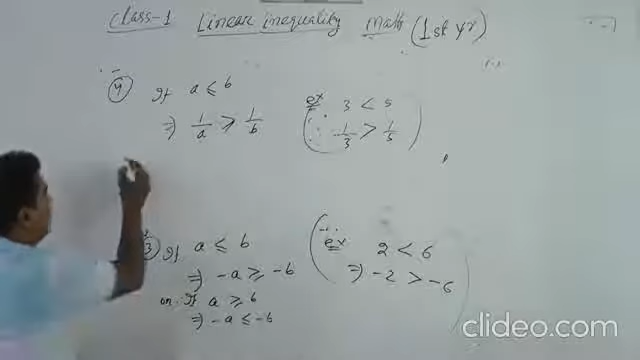 Class-1 Linear inequality Math (1st yr)
④ If a ≤ b
⇒ 1/a ≥ 1/b
ex 3 < 5
∴ 1/3 > 1/5
③ If a ≤ b
⇒ -a ≥ -b
or If a ≥ b
⇒ -a ≤ -b
ex 2 < 6
⇒ -2 > -6
clideo.com